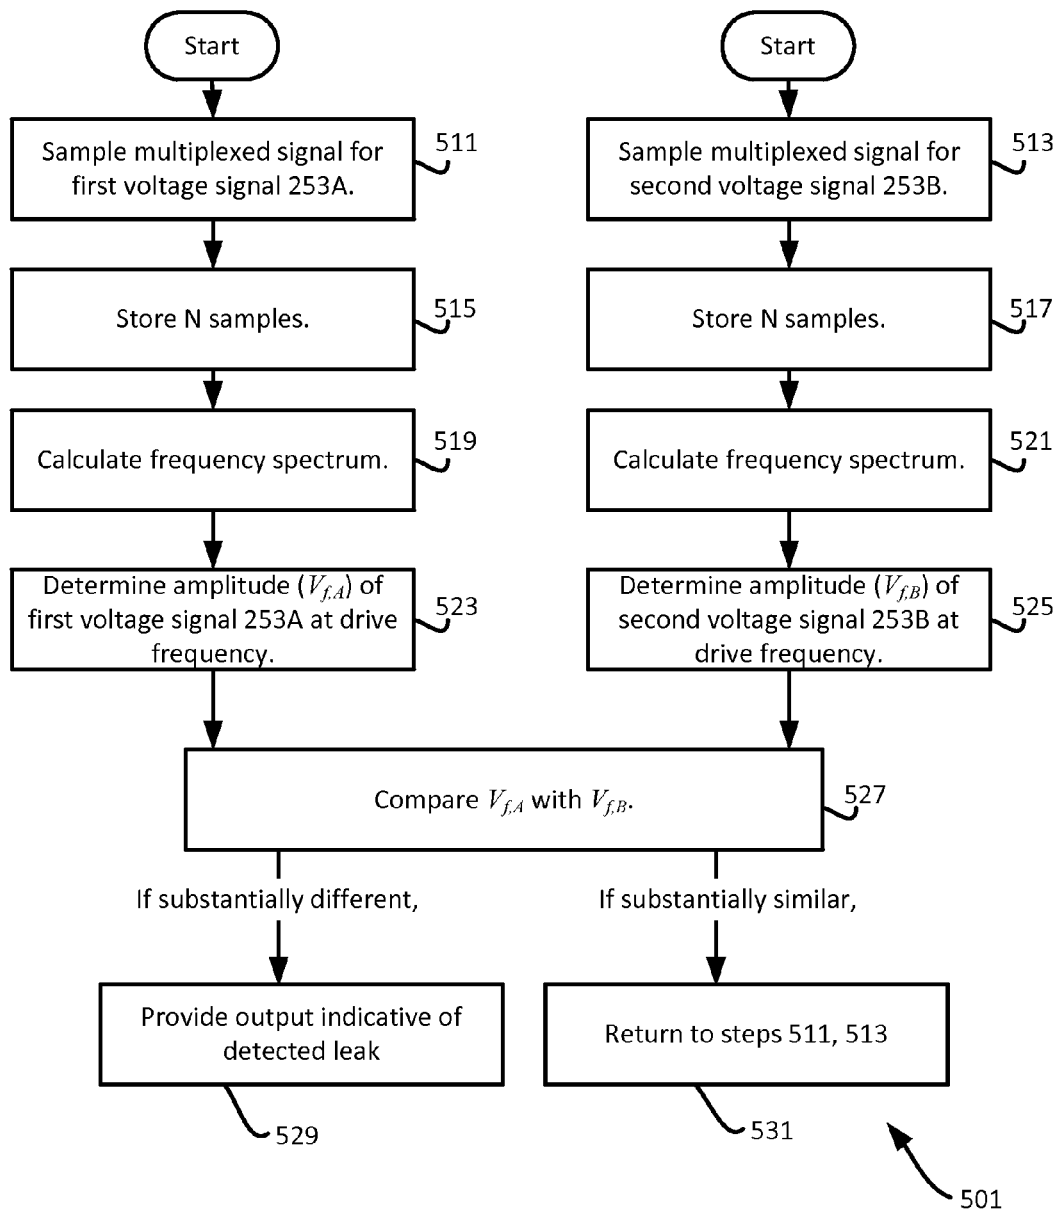 Start
Start
Sample multiplexed signal for
first voltage signal 253A.
511
Sample multiplexed signal for
second voltage signal 253B.
513
Store N samples.
515
Store N samples.
517
Calculate frequency spectrum.
519
Calculate frequency spectrum.
521
Determine amplitude (Vf,A) of
first voltage signal 253A at drive
frequency.
523
Determine amplitude (Vf,B) of
second voltage signal 253B at
drive frequency.
525
Compare Vf,A with Vf,B.
527
If substantially different,
If substantially similar,
Provide output indicative of
detected leak
529
Return to steps 511, 513
531
501